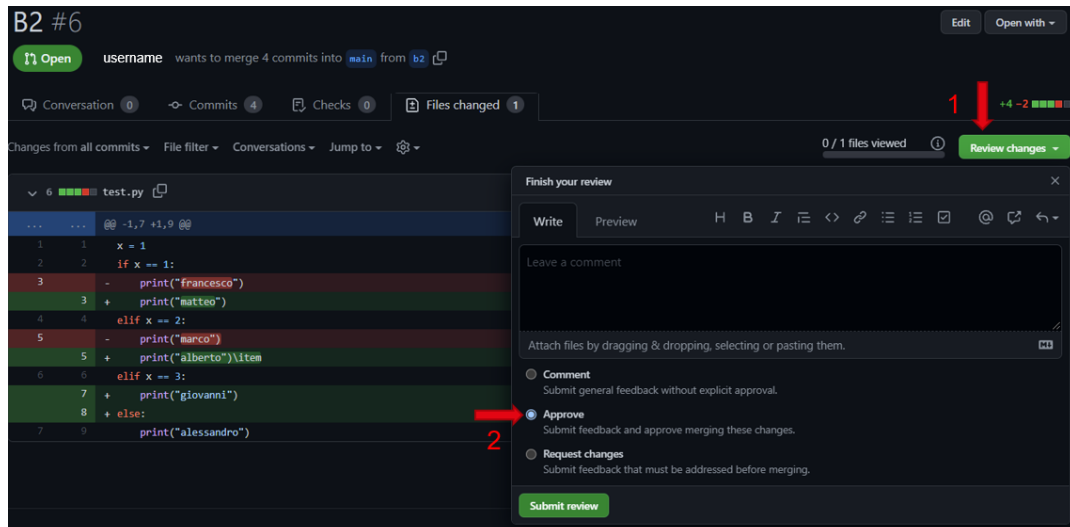 B2 #6
Edit
Open with
Open
username wants to merge 4 commits into main from b2
Conversation 0
Commits 4
Checks 0
Files changed 1
1
+4 −2
Changes from all commits
File filter
Conversations
Jump to
0 / 1 files viewed
Review changes
6 test.py
... ... @@ -1,7 +1,9 @@
1 1 x = 1
2 2 if x == 1:
3 - print("francesco")
3 + print("matteo")
4 4 elif x == 2:
5 - print("marco")
5 + print("alberto")\item
6 6 elif x == 3:
7 + print("giovanni")
8 + else:
7 9 print("alessandro")
Finish your review
Write
Preview
Leave a comment
Attach files by dragging & dropping, selecting or pasting them.
Comment
Submit general feedback without explicit approval.
2
Approve
Submit feedback and approve merging these changes.
Request changes
Submit feedback that must be addressed before merging.
Submit review